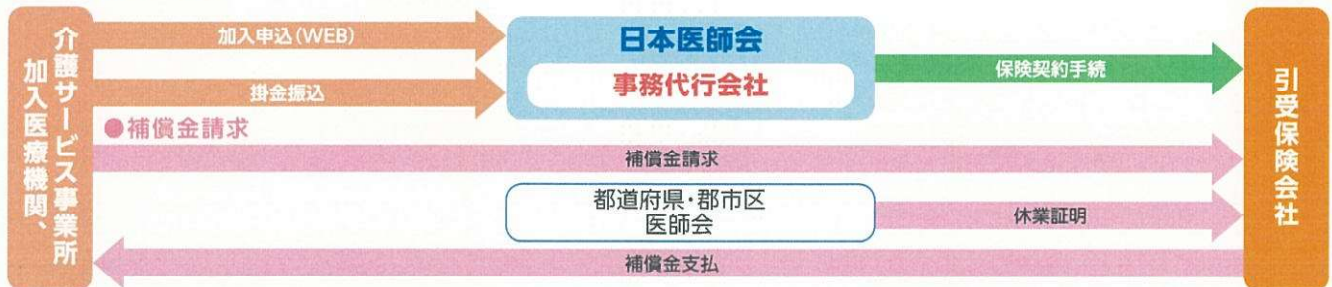 加入医療機関、
介護サービス事業所
加入申込(WEB)
掛金振込
日本医師会
事務代行会社
保険契約手続
引受保険会社
●補償金請求
補償金請求
都道府県・郡市区
医師会
休業証明
補償金支払